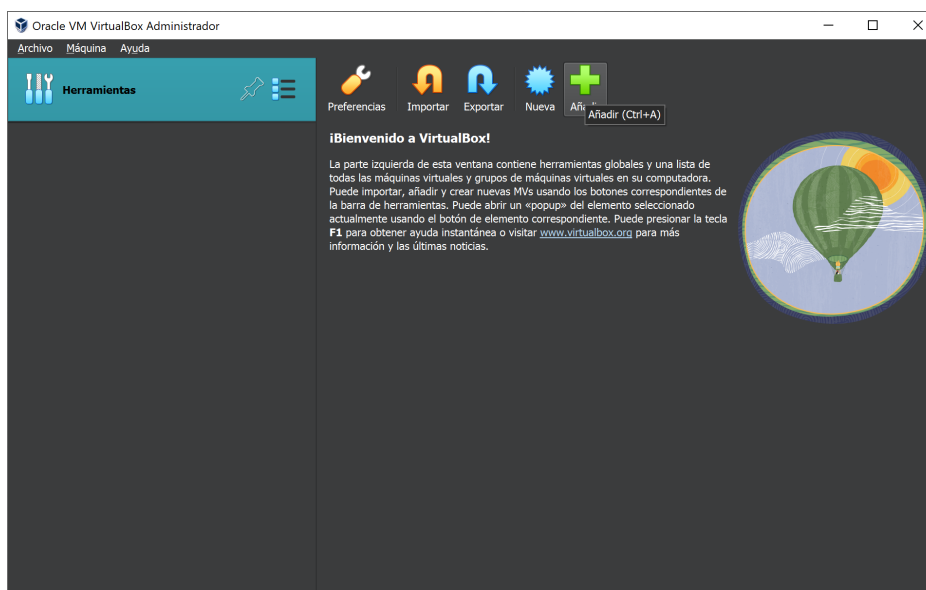 Oracle VM VirtualBox Administrador
Archivo Máquina Ayuda
Herramientas
Preferencias Importar Exportar Nueva
Añadir (Ctrl+A)
¡Bienvenido a VirtualBox!
La parte izquierda de esta ventana contiene herramientas globales y una lista de
todas las máquinas virtuales y grupos de máquinas virtuales en su computadora.
Puede importar, añadir y crear nuevas MVs usando los botones correspondientes de
la barra de herramientas. Puede abrir un «popup» del elemento seleccionado
actualmente usando el botón de elemento correspondiente. Puede presionar la tecla
F1 para obtener ayuda instantánea o visitar www.virtualbox.org para más
información y las últimas noticias.